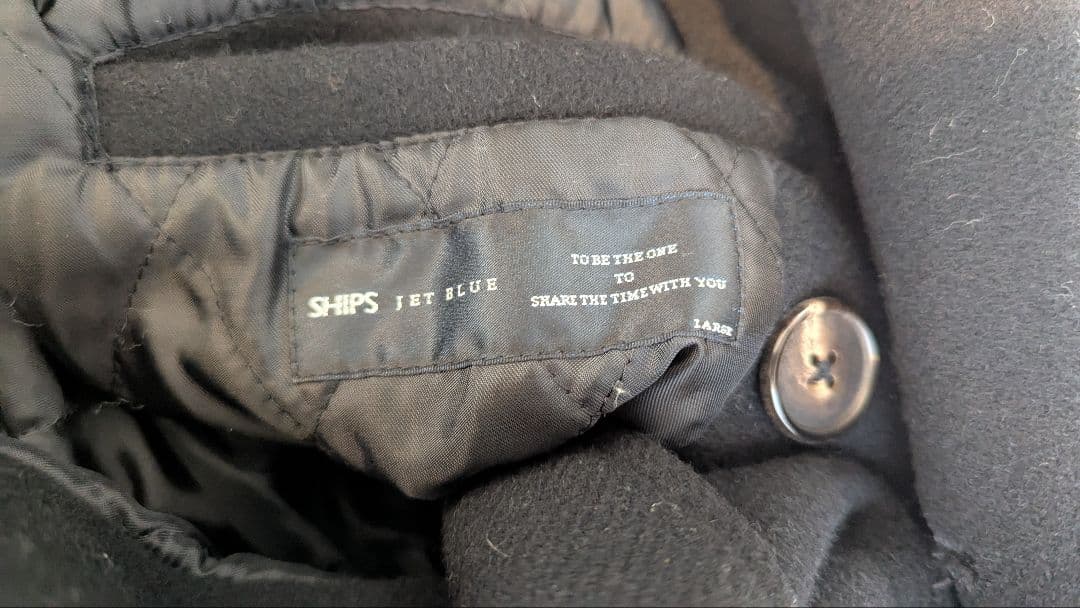 SHIPS JET BLUE
TO BE THE ONE
TO
SHARE THE TIME WITH YOU
LARGE